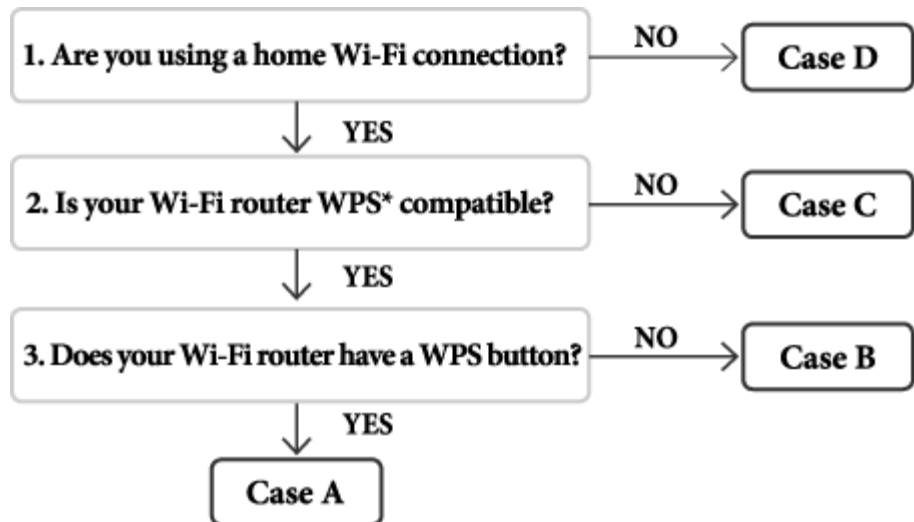 1. Are you using a home Wi-Fi connection?
NO
Case D
YES
2. Is your Wi-Fi router WPS* compatible?
NO
Case C
YES
3. Does your Wi-Fi router have a WPS button?
NO
Case B
YES
Case A